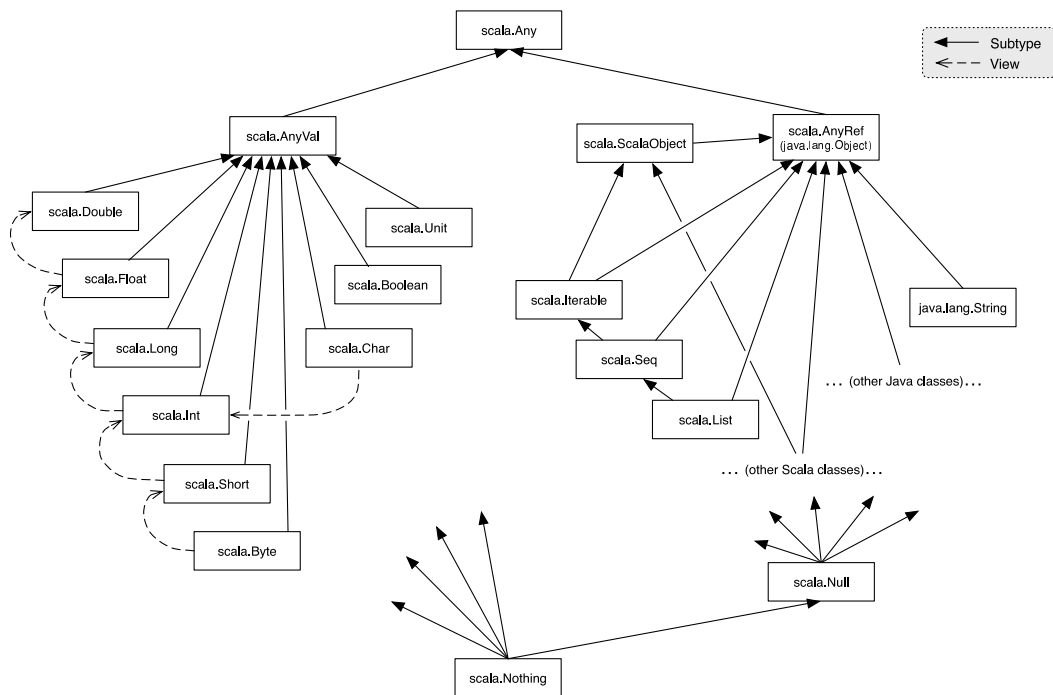 scala.Any
Subtype
View
scala.AnyVal
scala.ScalaObject
scala.AnyRef
(java.lang.Object)
scala.Double
scala.Unit
scala.Float
scala.Boolean
scala.Iterable
java.lang.String
scala.Long
scala.Char
scala.Seq
... (other Java classes)...
scala.Int
scala.List
scala.Short
... (other Scala classes)...
scala.Byte
scala.Null
scala.Nothing